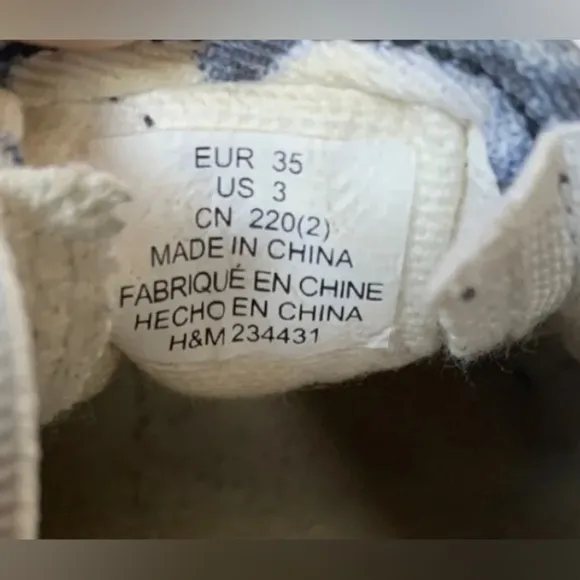 EUR 35
US 3
CN 220(2)
MADE IN CHINA
FABRIQUÉ EN CHINE
HECHO EN CHINA
H&M 234431